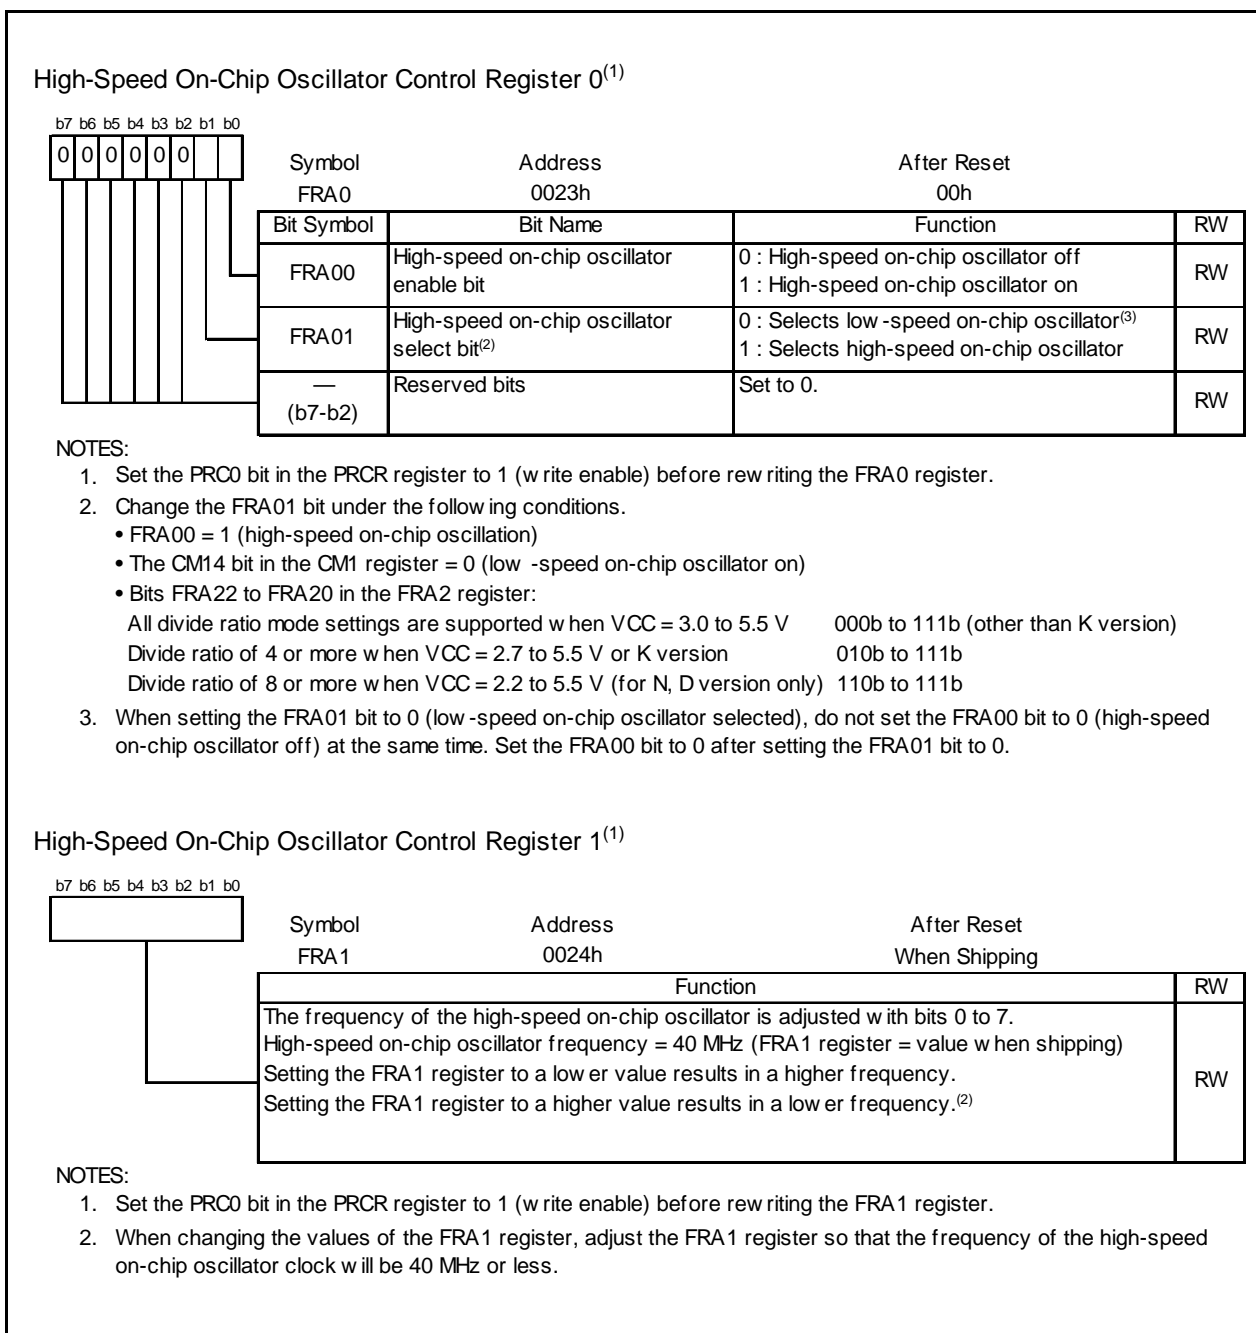 High-Speed On-Chip Oscillator Control Register 0(1)
b7 b6 b5 b4 b3 b2 b1 b0
0 0 0 0 0 0
Symbol Address After Reset
FRA0 0023h 00h
Bit Symbol Bit Name Function RW
FRA00 High-speed on-chip oscillator enable bit 0 : High-speed on-chip oscillator off RW
1 : High-speed on-chip oscillator on
FRA01 High-speed on-chip oscillator select bit(2) 0 : Selects low-speed on-chip oscillator(3) RW
1 : Selects high-speed on-chip oscillator
— (b7-b2) Reserved bits Set to 0. RW
NOTES:
1. Set the PRC0 bit in the PRCR register to 1 (write enable) before rewriting the FRA0 register.
2. Change the FRA01 bit under the following conditions.
• FRA00 = 1 (high-speed on-chip oscillation)
• The CM14 bit in the CM1 register = 0 (low-speed on-chip oscillator on)
• Bits FRA22 to FRA20 in the FRA2 register:
All divide ratio mode settings are supported when VCC = 3.0 to 5.5 V 000b to 111b (other than K version)
Divide ratio of 4 or more when VCC = 2.7 to 5.5 V or K version 010b to 111b
Divide ratio of 8 or more when VCC = 2.2 to 5.5 V (for N, D version only) 110b to 111b
3. When setting the FRA01 bit to 0 (low-speed on-chip oscillator selected), do not set the FRA00 bit to 0 (high-speed
on-chip oscillator off) at the same time. Set the FRA00 bit to 0 after setting the FRA01 bit to 0.
High-Speed On-Chip Oscillator Control Register 1(1)
b7 b6 b5 b4 b3 b2 b1 b0
Symbol Address After Reset
FRA1 0024h When Shipping
Function RW
The frequency of the high-speed on-chip oscillator is adjusted with bits 0 to 7.
High-speed on-chip oscillator frequency = 40 MHz (FRA1 register = value when shipping)
Setting the FRA1 register to a lower value results in a higher frequency.
Setting the FRA1 register to a higher value results in a lower frequency.(2)
RW
NOTES:
1. Set the PRC0 bit in the PRCR register to 1 (write enable) before rewriting the FRA1 register.
2. When changing the values of the FRA1 register, adjust the FRA1 register so that the frequency of the high-speed
on-chip oscillator clock will be 40 MHz or less.